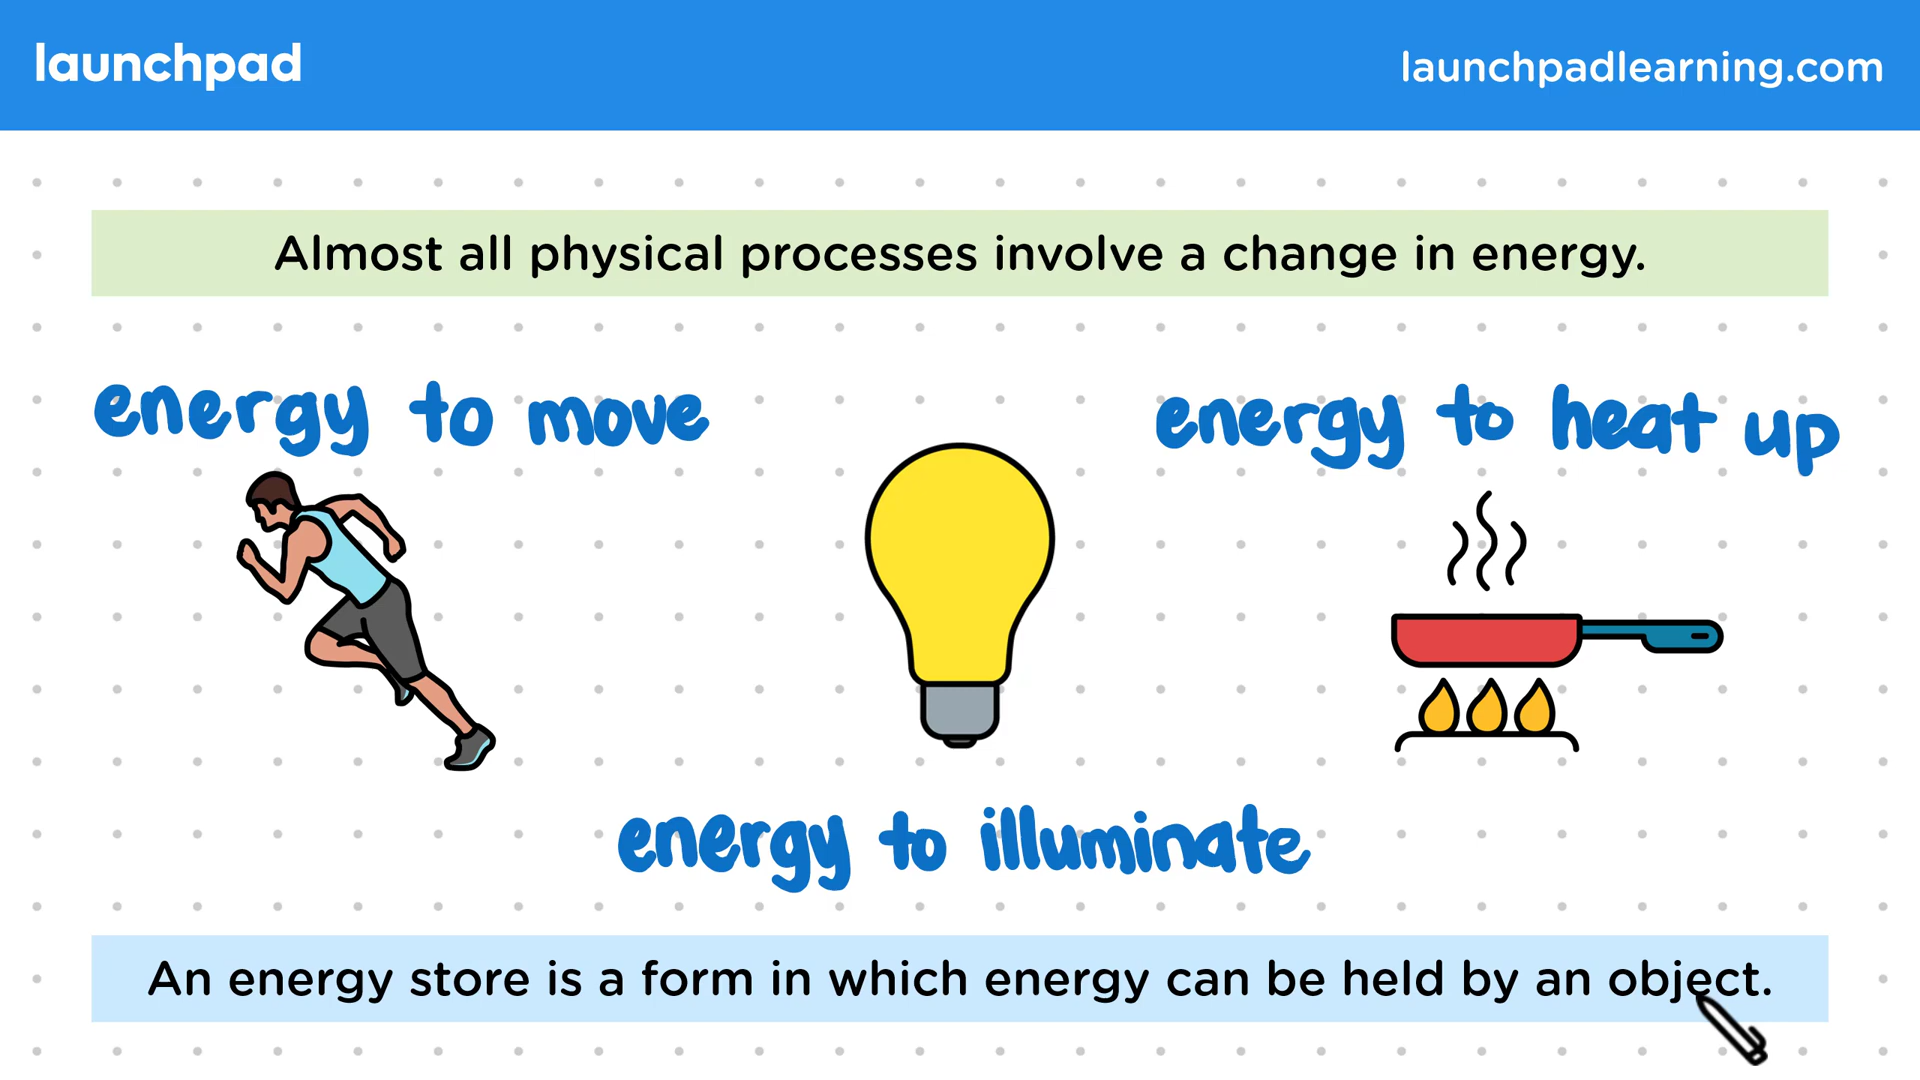 launchpad
launchpadlearning.com
Almost all physical processes involve a change in energy.
energy to move
energy to heat up
energy to illuminate
An energy store is a form in which energy can be held by an object.